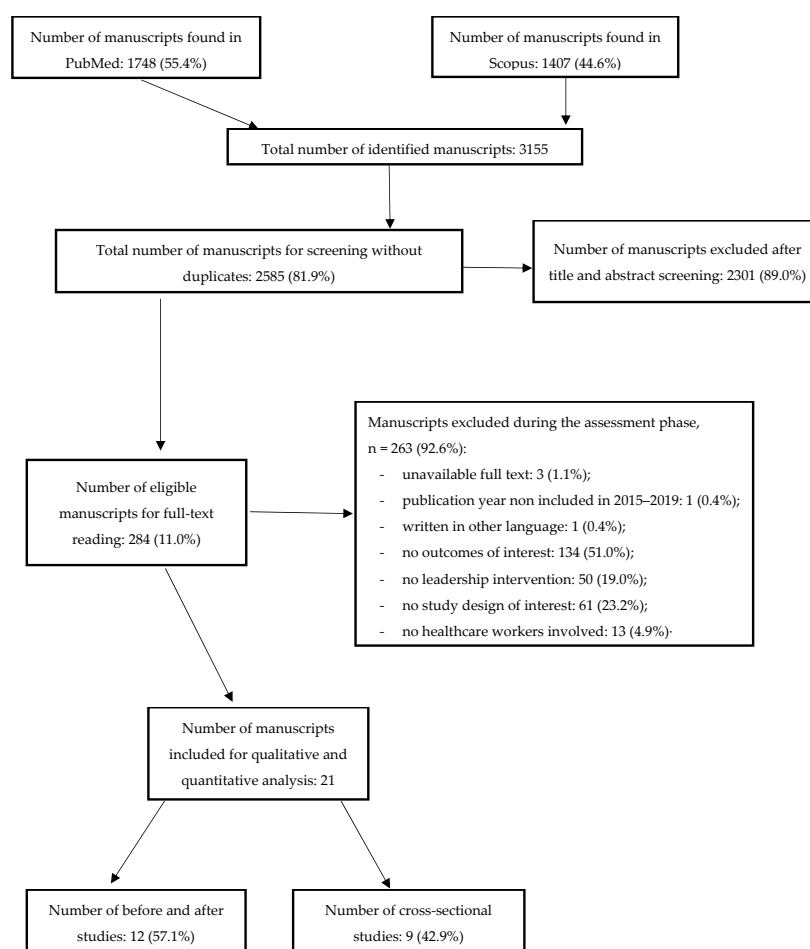 Number of manuscripts found in
PubMed: 1748 (55.4%)
Number of manuscripts found in
Scopus: 1407 (44.6%)
Total number of identified manuscripts: 3155
Total number of manuscripts for screening without
duplicates: 2585 (81.9%)
Number of manuscripts excluded after
title and abstract screening: 2301 (89.0%)
Manuscripts excluded during the assessment phase,
n = 263 (92.6%):
- unavailable full text: 3 (1.1%);
- publication year non included in 2015–2019: 1 (0.4%);
- written in other language: 1 (0.4%);
- no outcomes of interest: 134 (51.0%);
- no leadership intervention: 50 (19.0%);
- no study design of interest: 61 (23.2%);
- no healthcare workers involved: 13 (4.9%).
Number of eligible
manuscripts for full-text
reading: 284 (11.0%)
Number of manuscripts
included for qualitative and
quantitative analysis: 21
Number of before and after
studies: 12 (57.1%)
Number of cross-sectional
studies: 9 (42.9%)